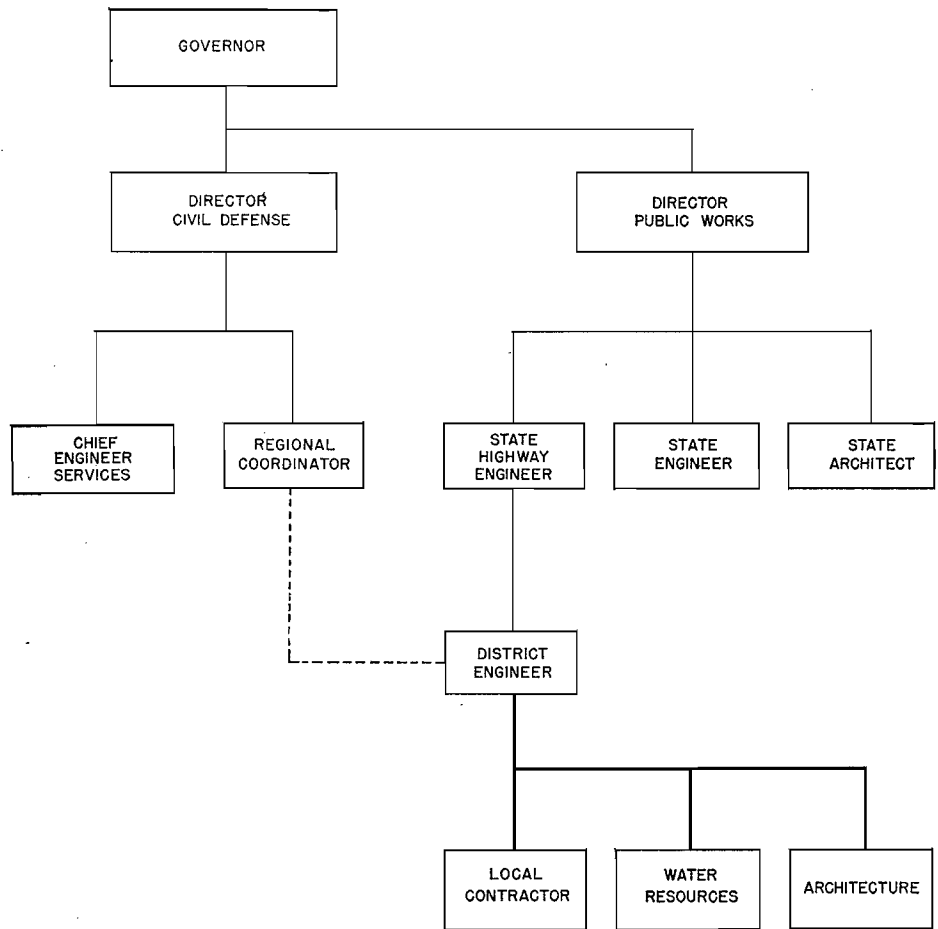 GOVERNOR
DIRECTOR
CIVIL DEFENSE
DIRECTOR
PUBLIC WORKS
CHIEF
ENGINEER
SERVICES
REGIONAL
COORDINATOR
STATE
HIGHWAY
ENGINEER
STATE
ENGINEER
STATE
ARCHITECT
DISTRICT
ENGINEER
LOCAL
CONTRACTOR
WATER
RESOURCES
ARCHITECTURE